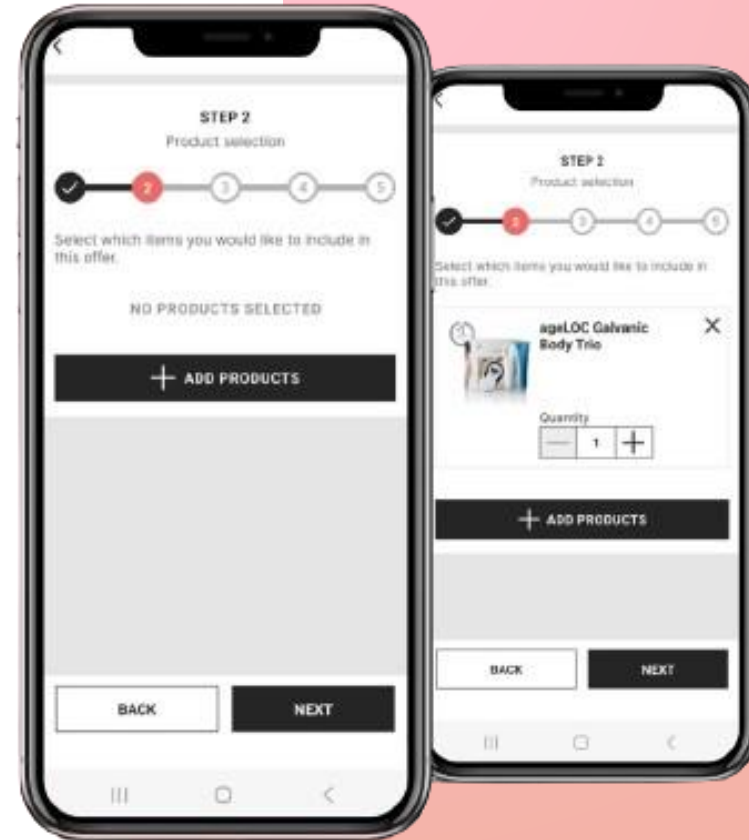 STEP 2
Product selection
2
3
4
5
Select which items you would like to include in
this offer.
NO PRODUCTS SELECTED
ADD PRODUCTS
BACK
NEXT
STEP 2
Product selection
2
3
4
5
Select which items you would like to include in
this offer.
ageLOC Galvanic
Body Trio
Quantity
1
ADD PRODUCTS
BACK
NEXT